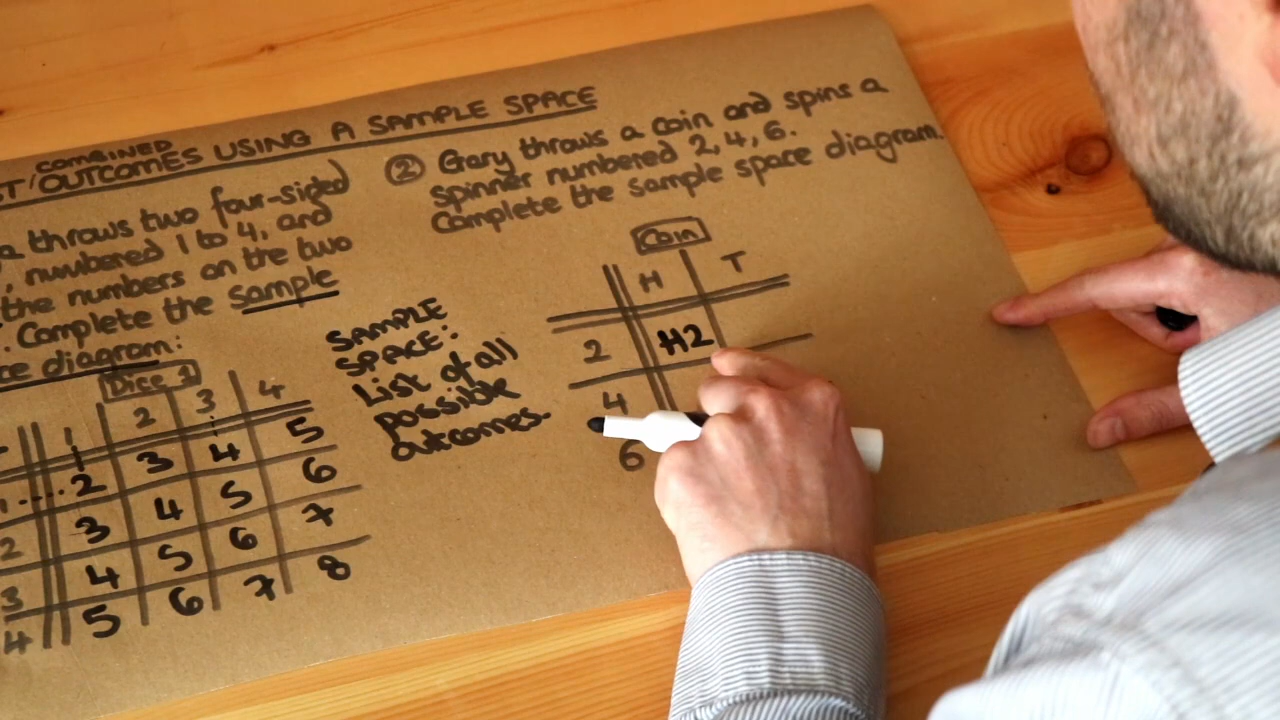 COMBINED
OUTCOMES USING A SAMPLE SPACE
throws two four-sided
, numbered 1 to 4, and
the numbers on the two
. Complete the sample
diagram:
Dice 1
1 2 3 4
1 2 3 4 5
2 3 4 5 6
3 4 5 6 7
4 5 6 7 8
SAMPLE
SPACE:
List of all
possible
outcomes.
② Gary throws a coin and spins a
spinner numbered 2, 4, 6.
Complete the sample space diagram.
Coin
H T
2 H2
4
6